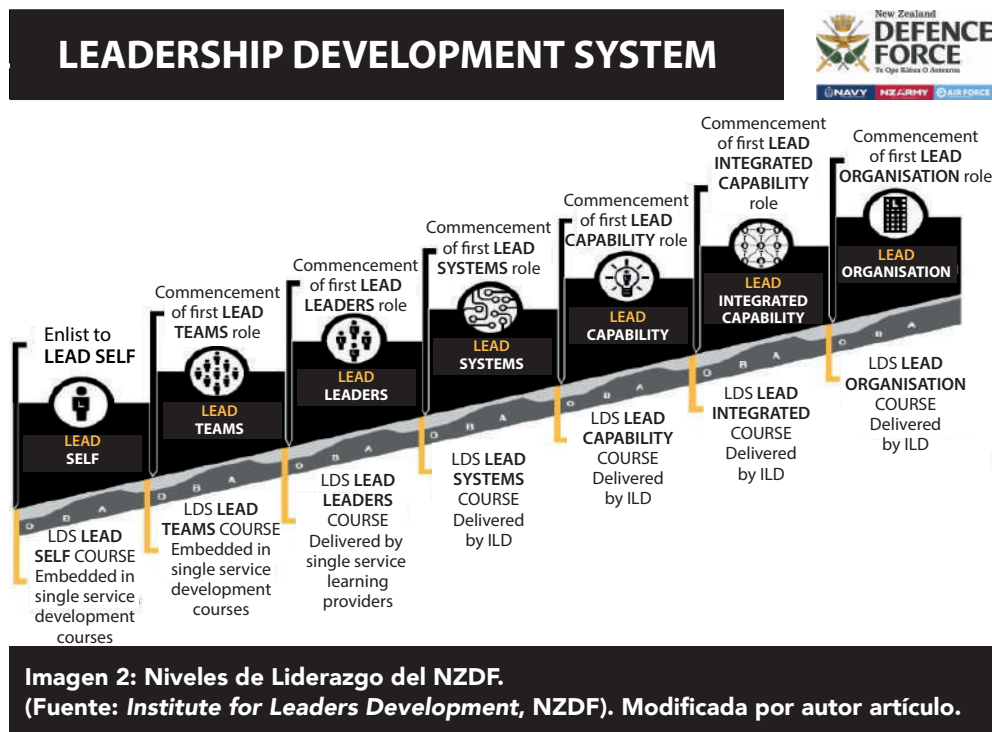 LEADERSHIP DEVELOPMENT SYSTEM
New Zealand
DEFENCE
FORCE
Te Ope Kātua O Aotearoa
NAVY
NZ ARMY
AIR FORCE
Enlist to
LEAD SELF
LEAD
SELF
Commencement
of first LEAD
TEAMS role
LEAD
TEAMS
Commencement
of first LEAD
LEADERS role
LEAD
LEADERS
Commencement
of first LEAD
SYSTEMS role
LEAD
SYSTEMS
Commencement
of first LEAD
CAPABILITY role
LEAD
CAPABILITY
Commencement
of first LEAD
INTEGRATED
CAPABILITY
role
LEAD
INTEGRATED
CAPABILITY
Commencement
of first LEAD
ORGANISATION role
LEAD
ORGANISATION
O B A
O B A
O B A
O B A
O B A
O B A
O B A
LDS LEAD
SELF COURSE
Embedded in
single service
development
courses
LDS LEAD
TEAMS COURSE
Embedded in
single service
development
courses
LDS LEAD
LEADERS
COURSE
Delivered by
single service
learning
providers
LDS LEAD
SYSTEMS
COURSE
Delivered
by ILD
LDS LEAD
CAPABILITY
COURSE
Delivered
by ILD
LDS LEAD
INTEGRATED
COURSE
Delivered
by ILD
LDS LEAD
ORGANISATION
COURSE
Delivered
by ILD
Imagen 2: Niveles de Liderazgo del NZDF.
(Fuente: Institute for Leaders Development, NZDF). Modificada por autor artículo.